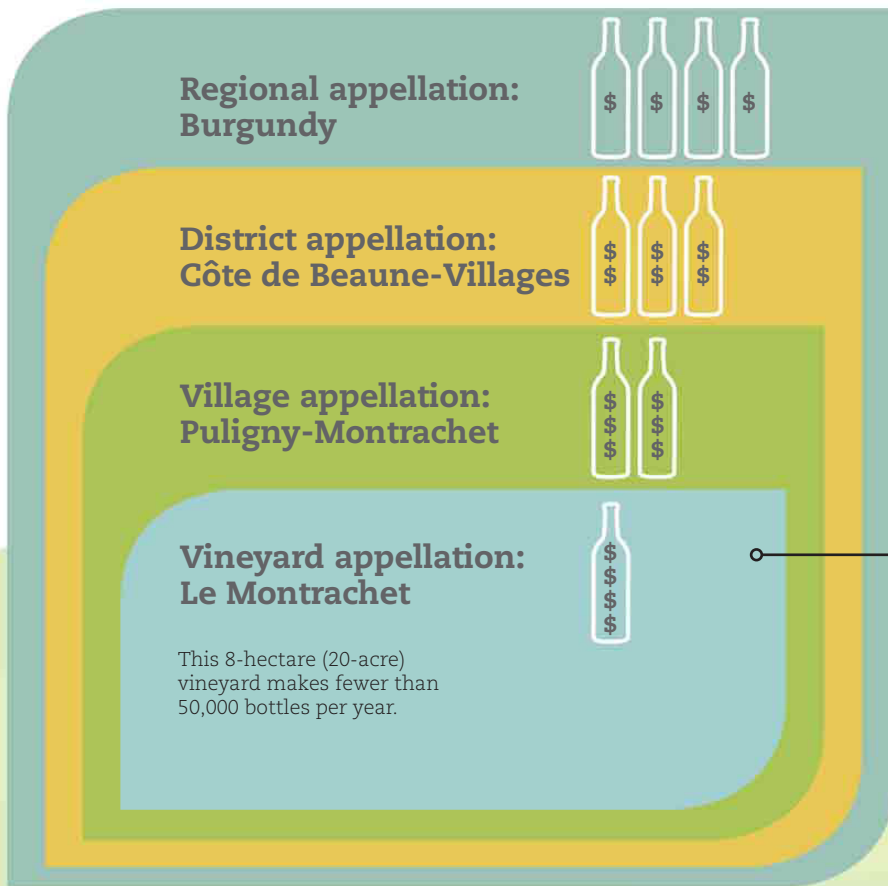 Regional appellation:
Burgundy
$ $ $ $
District appellation:
Côte de Beaune-Villages
$ $ $
$ $ $
Village appellation:
Puligny-Montrachet
$ $
$ $
$ $
Vineyard appellation:
Le Montrachet
$
$
$
$
This 8-hectare (20-acre)
vineyard makes fewer than
50,000 bottles per year.